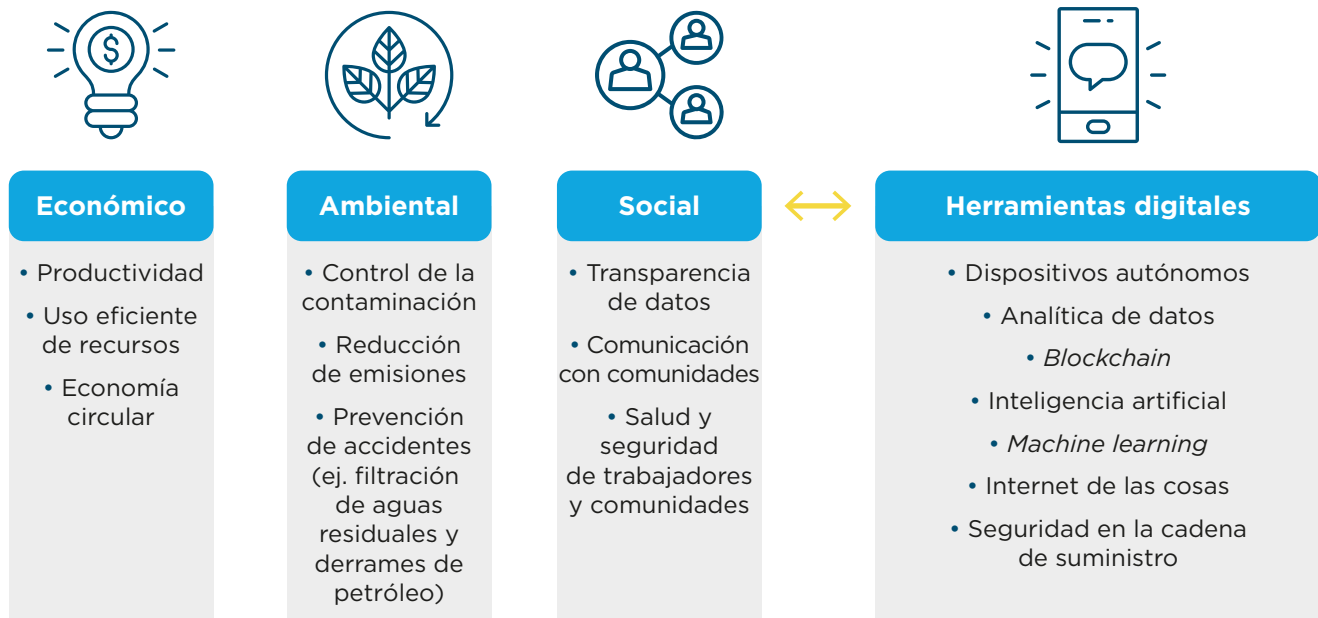 $
Económico
• Productividad
• Uso eficiente
de recursos
• Economía
circular
Ambiental
• Control de la
contaminación
• Reducción
de emisiones
• Prevención
de accidentes
(ej. filtración
de aguas
residuales y
derrames de
petróleo)
Social
• Transparencia
de datos
• Comunicación
con comunidades
• Salud y
seguridad
de trabajadores
y comunidades
Herramientas digitales
• Dispositivos autónomos
• Analítica de datos
• Blockchain
• Inteligencia artificial
• Machine learning
• Internet de las cosas
• Seguridad en la cadena
de suministro